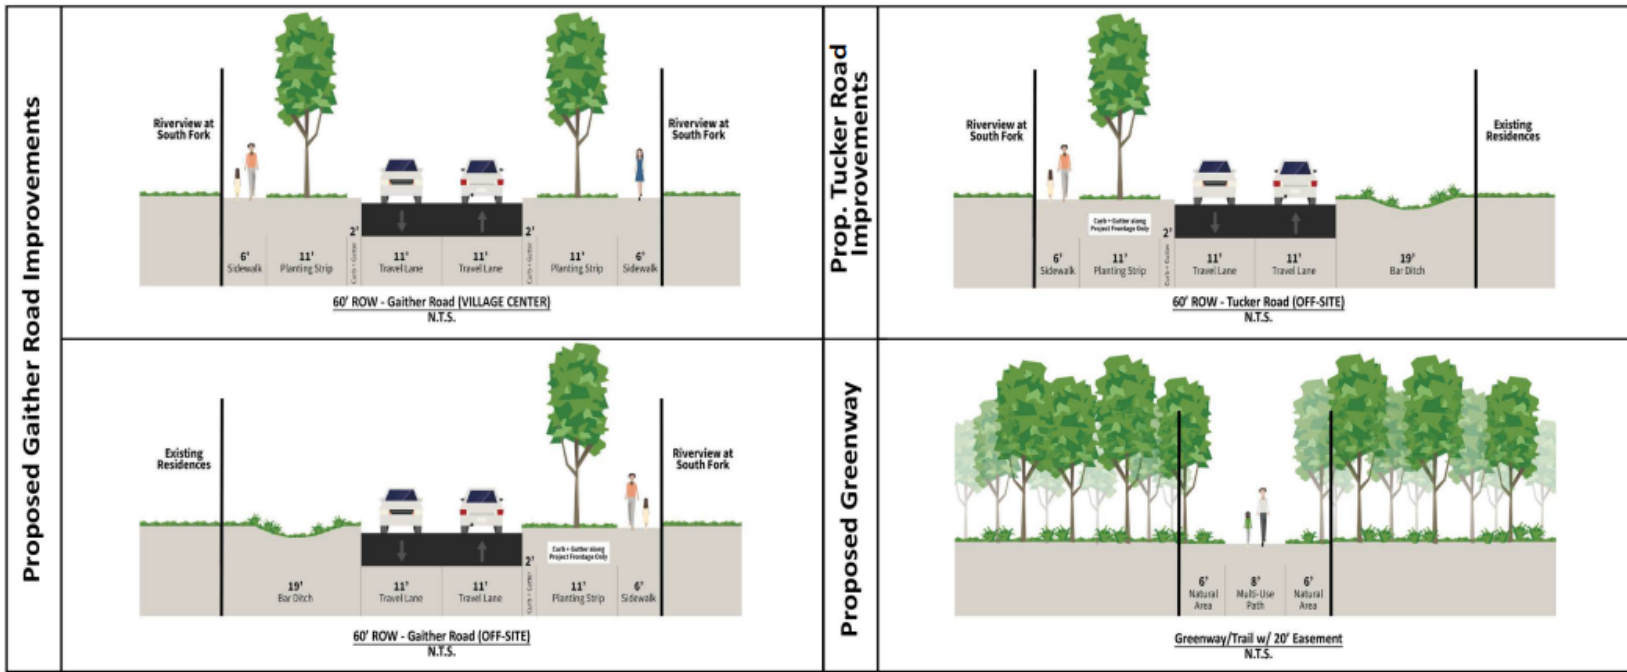 Proposed Gaither Road Improvements
Riverview at
South Fork
Riverview at
South Fork
6'
Sidewalk
11'
Planting Strip
2'
Curb + Gutter
11'
Travel Lane
11'
Travel Lane
2'
Curb + Gutter
11'
Planting Strip
6'
Sidewalk
60' ROW - Gaither Road (VILLAGE CENTER)
N.T.S.
Prop. Tucker Road
Improvements
Riverview at
South Fork
Existing
Residences
Curb + Gutter along
Project Frontage Only
6'
Sidewalk
11'
Planting Strip
2'
Curb + Gutter
11'
Travel Lane
11'
Travel Lane
19'
Bar Ditch
60' ROW - Tucker Road (OFF-SITE)
N.T.S.
Existing
Residences
Riverview at
South Fork
Curb + Gutter along
Project Frontage Only
19'
Bar Ditch
11'
Travel Lane
11'
Travel Lane
2'
Curb + Gutter
11'
Planting Strip
6'
Sidewalk
60' ROW - Gaither Road (OFF-SITE)
N.T.S.
Proposed Greenway
6'
Natural
Area
8'
Multi-Use
Path
6'
Natural
Area
Greenway/Trail w/ 20' Easement
N.T.S.